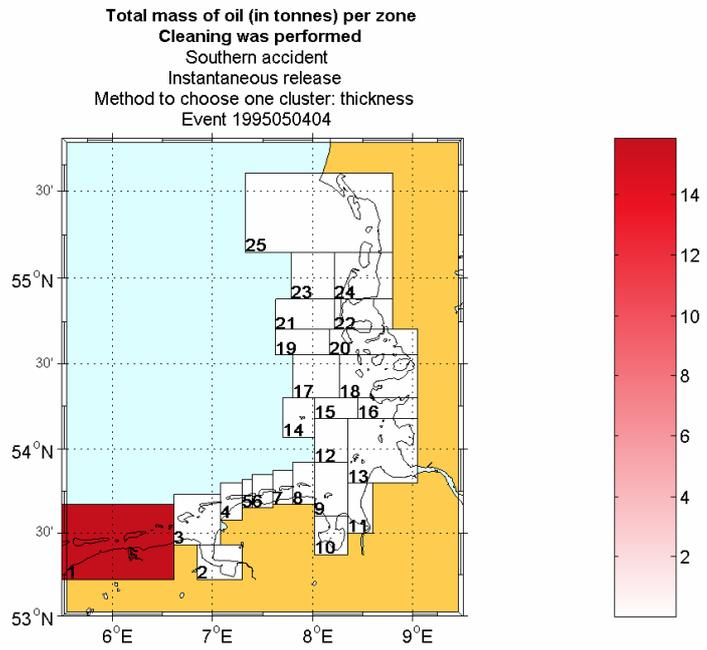 Total mass of oil (in tonnes) per zone
Cleaning was performed
Southern accident
Instantaneous release
Method to choose one cluster: thickness
Event 1995050404
30'
25
55°N
23 24
21 22
19 20
30'
17 18
15 16
14
54°N
12
13
56 7 8
4 9
30' 3 11
10
1 2
53°N
6°E 7°E 8°E 9°E
14
12
10
8
6
4
2